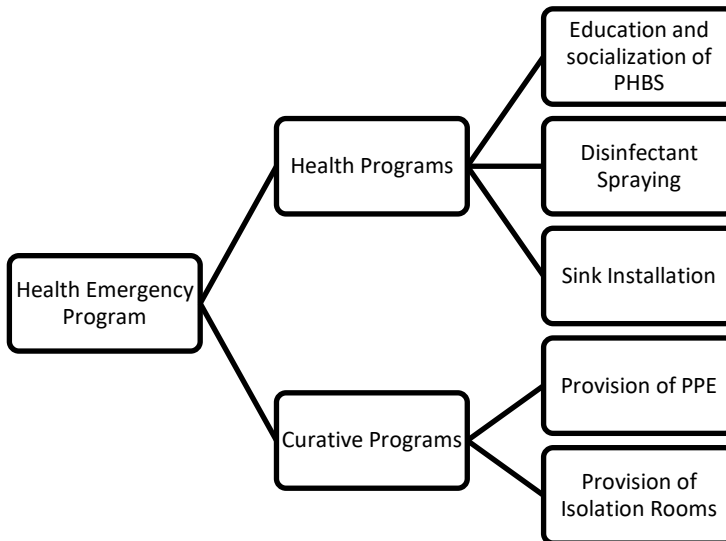 Health Emergency
Program
Health Programs
Education and
socialization of
PHBS
Disinfectant
Spraying
Sink Installation
Curative Programs
Provision of PPE
Provision of
Isolation Rooms